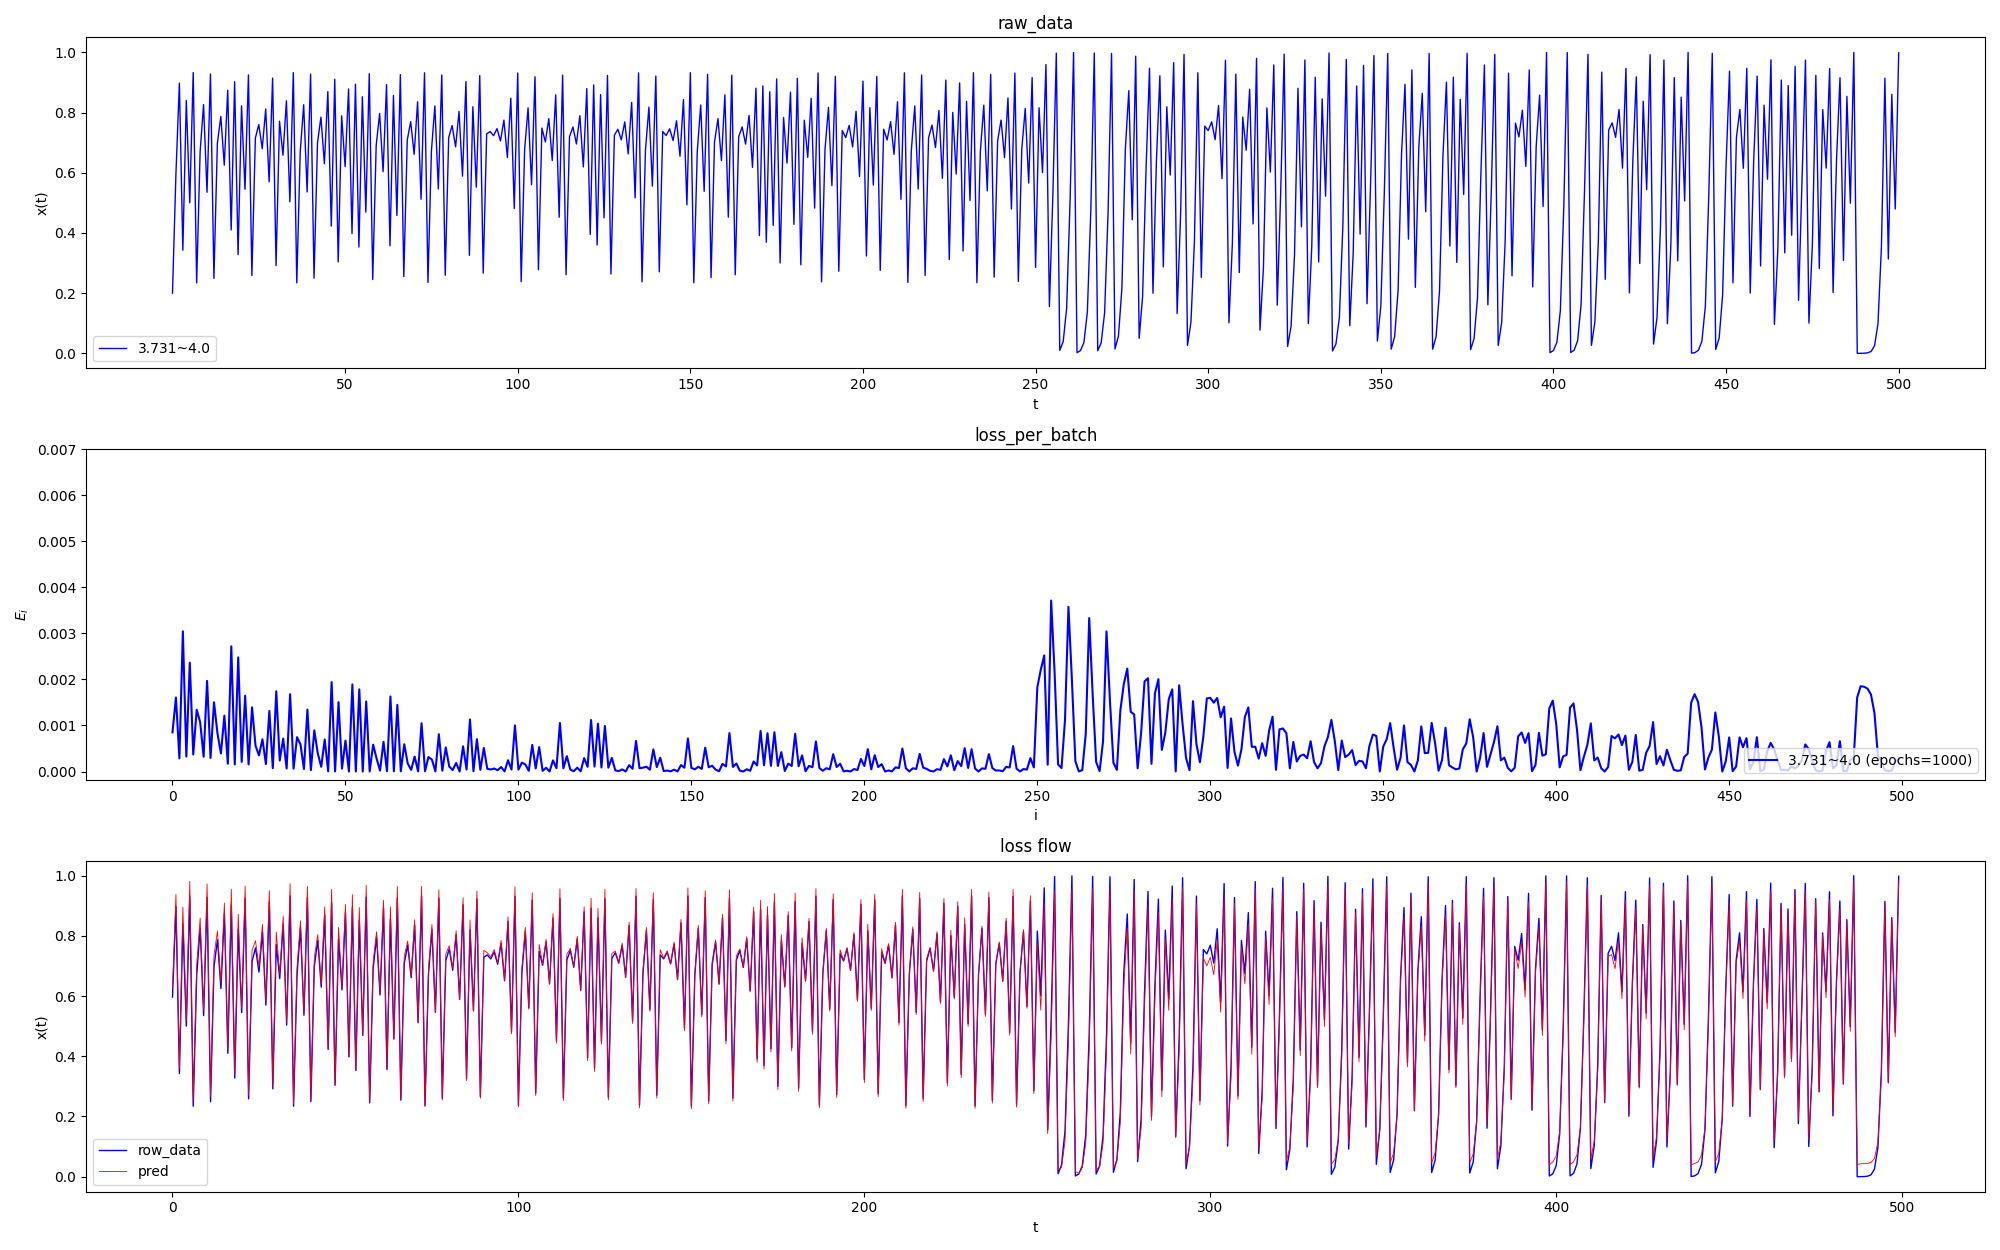 raw_data
x(t)
1.0
0.8
0.6
0.4
0.2
0.0
3.731~4.0
50 100 150 200 250 300 350 400 450 500
t
loss_per_batch
E_i
0.007
0.006
0.005
0.004
0.003
0.002
0.001
0.000
3.731~4.0 (epochs=1000)
0 50 100 150 200 250 300 350 400 450 500
i
loss flow
x(t)
1.0
0.8
0.6
0.4
0.2
0.0
row_data
pred
0 100 200 300 400 500
t